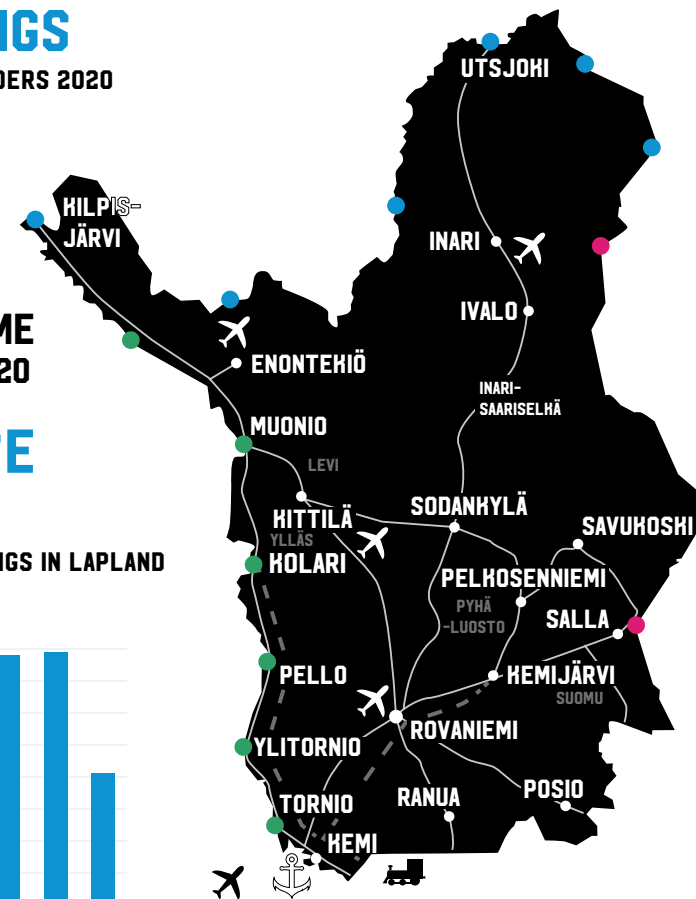 NGS
DERS 2020
UTSJOKI
KILPIS-
JÄRVI
INARI
IVALO
ME
20
ENONTEKIÖ
INARI-
SAARISELKÄ
MUONIO
PE
LEVI
SODANKYLÄ
KITTILÄ
SAVUKOSKI
YLLÄS
KOLARI
NGS IN LAPLAND
PELKOSENNIEMI
PYHÄ
-LUOSTO
SALLA
PELLO
KEMIJÄRVI
SUOMU
ROVANIEMI
YLITORNIO
RANUA
POSIO
TORNIO
KEMI